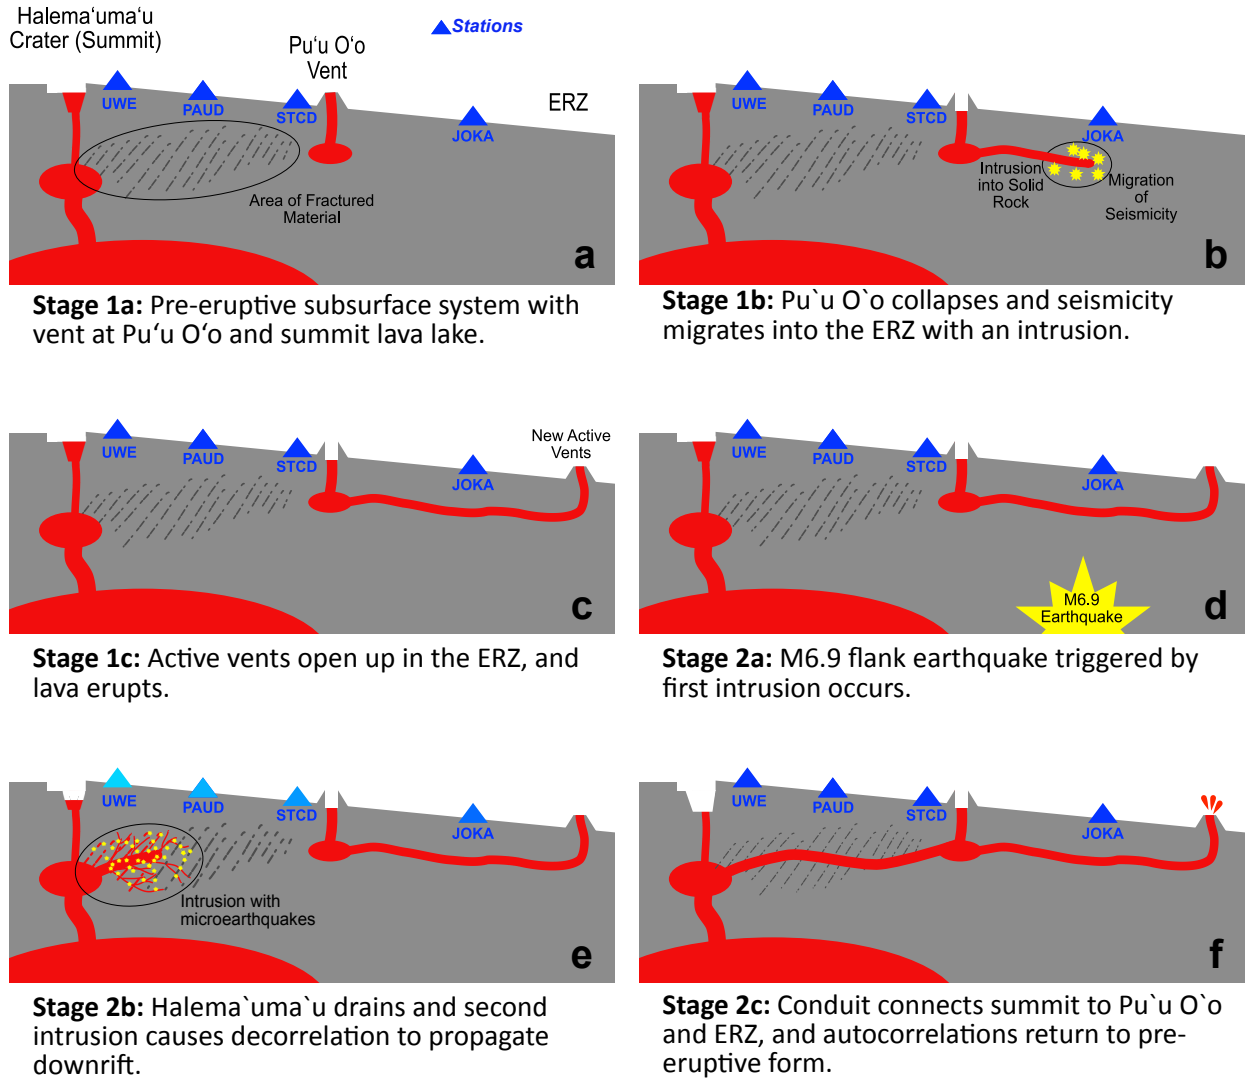 Halemaʻumaʻu
Crater (Summit)
Stations
Puʻu Oʻo
Vent
ERZ
UWE
PAUD
STCD
JOKA
Area of Fractured
Material
a
Stage 1a: Pre-eruptive subsurface system with
vent at Puʻu Oʻo and summit lava lake.
UWE
PAUD
STCD
JOKA
Intrusion
into Solid
Rock
Migration
of
Seismicity
b
Stage 1b: Pu`u O`o collapses and seismicity
migrates into the ERZ with an intrusion.
UWE
PAUD
STCD
JOKA
New Active
Vents
c
Stage 1c: Active vents open up in the ERZ, and
lava erupts.
UWE
PAUD
STCD
JOKA
M6.9
Earthquake
d
Stage 2a: M6.9 flank earthquake triggered by
first intrusion occurs.
UWE
PAUD
STCD
JOKA
Intrusion with
microearthquakes
e
Stage 2b: Halema`uma`u drains and second
intrusion causes decorrelation to propagate
downrift.
UWE
PAUD
STCD
JOKA
f
Stage 2c: Conduit connects summit to Pu`u O`o
and ERZ, and autocorrelations return to pre-
eruptive form.